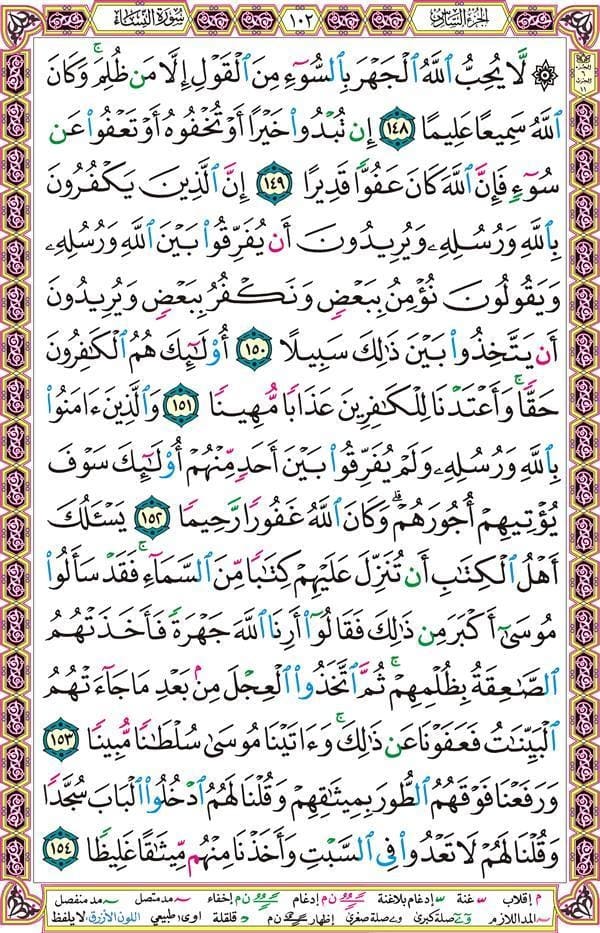 الجزء السادس
١٠٢
سورة النساء
۞ لَّا يُحِبُّ ٱللَّهُ ٱلْجَهْرَ بِٱلسُّوٓءِ مِنَ ٱلْقَوْلِ إِلَّا مَن ظُلِمَ ۚ وَكَانَ
ٱللَّهُ سَمِيعًا عَلِيمًا ١٤٨ إِن تُبْدُوا۟ خَيْرًا أَوْ تُخْفُوهُ أَوْ تَعْفُوا۟ عَن
سُوٓءٍ فَإِنَّ ٱللَّهَ كَانَ عَفُوًّا قَدِيرًا ١٤٩ إِنَّ ٱلَّذِينَ يَكْفُرُونَ
بِٱللَّهِ وَرُسُلِهِۦ وَيُرِيدُونَ أَن يُفَرِّقُوا۟ بَيْنَ ٱللَّهِ وَرُسُلِهِۦ
وَيَقُولُونَ نُؤْمِنُ بِبَعْضٍ وَنَكْفُرُ بِبَعْضٍ وَيُرِيدُونَ
أَن يَتَّخِذُوا۟ بَيْنَ ذَٰلِكَ سَبِيلًا ١٥٠ أُو۟لَٰٓئِكَ هُمُ ٱلْكَٰفِرُونَ
حَقًّا ۚ وَأَعْتَدْنَا لِلْكَٰفِرِينَ عَذَابًا مُّهِينًا ١٥١ وَٱلَّذِينَ ءَامَنُوا۟
بِٱللَّهِ وَرُسُلِهِۦ وَلَمْ يُفَرِّقُوا۟ بَيْنَ أَحَدٍ مِّنْهُمْ أُو۟لَٰٓئِكَ سَوْفَ
يُؤْتِيهِمْ أُجُورَهُمْ ۗ وَكَانَ ٱللَّهُ غَفُورًا رَّحِيمًا ١٥٢ يَسْـَٔلُكَ
أَهْلُ ٱلْكِتَٰبِ أَن تُنَزِّلَ عَلَيْهِمْ كِتَٰبًا مِّنَ ٱلسَّمَآءِ ۚ فَقَدْ سَأَلُوا۟
مُوسَىٰٓ أَكْبَرَ مِن ذَٰلِكَ فَقَالُوٓا۟ أَرِنَا ٱللَّهَ جَهْرَةً فَأَخَذَتْهُمُ
ٱلصَّٰعِقَةُ بِظُلْمِهِمْ ۚ ثُمَّ ٱتَّخَذُوا۟ ٱلْعِجْلَ مِنۢ بَعْدِ مَا جَآءَتْهُمُ
ٱلْبَيِّنَٰتُ فَعَفَوْنَا عَن ذَٰلِكَ ۚ وَءَاتَيْنَا مُوسَىٰ سُلْطَٰنًا مُّبِينًا ١٥٣
وَرَفَعْنَا فَوْقَهُمُ ٱلطُّورَ بِمِيثَٰقِهِمْ وَقُلْنَا لَهُمُ ٱدْخُلُوا۟ ٱلْبَابَ سُجَّدًا
وَقُلْنَا لَهُمْ لَا تَعْدُوا۟ فِى ٱلسَّبْتِ وَأَخَذْنَا مِنْهُم مِّيثَٰقًا غَلِيظًا ١٥٤
م إقلاب غنة إدغام بلاغنة ن م إدغام ن م إخفاء مد متصل مد منفصل
المد اللازم صلة كبرى صلة صغرى إظهار ن م قلقلة اوى طبيعي اللون الأزرق لا يلفظ